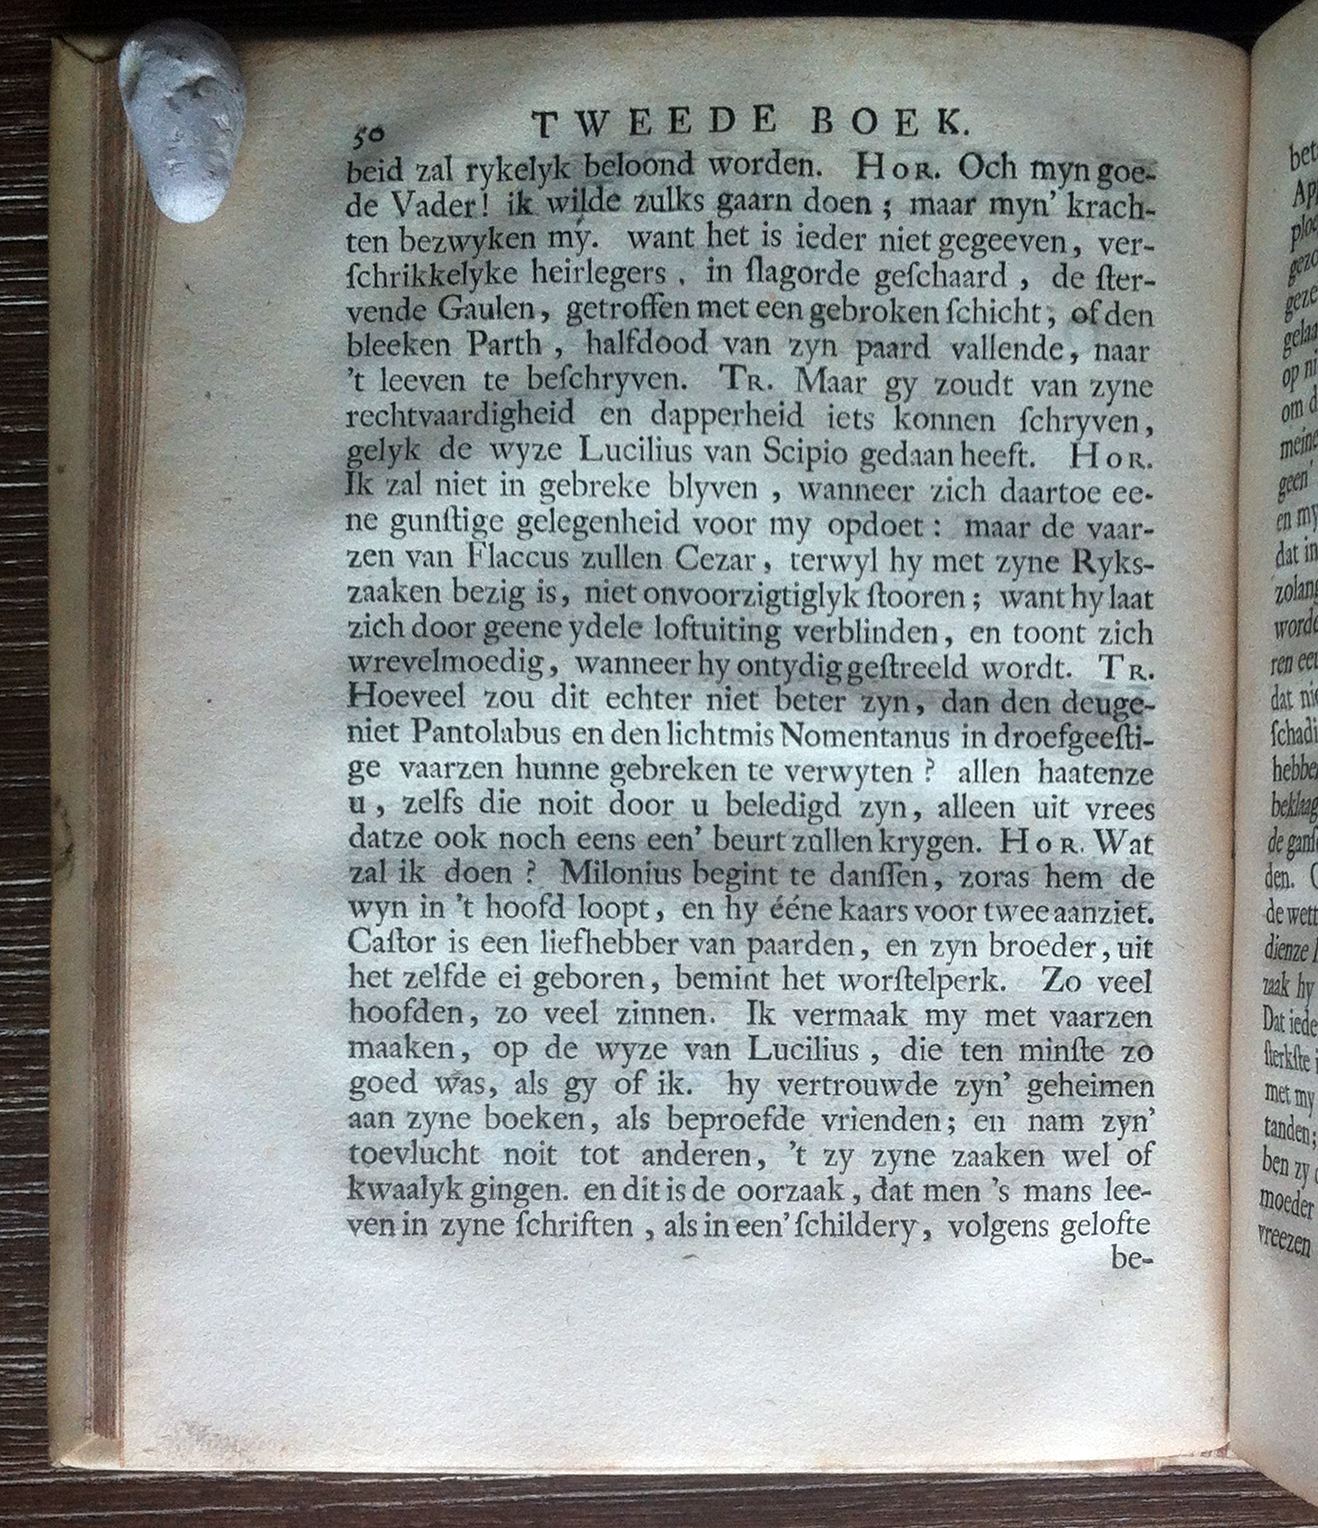 50 TWEEDE BOEK.
beid zal rykelyk beloond worden. HOR. Och myn goe-
de Vader! ik wilde zulks gaarn doen; maar myn' krach-
ten bezwyken my. want het is ieder niet gegeeven, ver-
ſchrikkelyke heirlegers, in ſlagorde geſchaard, de ſter-
vende Gaulen, getroffen met een gebroken ſchicht, of den
bleeken Parth, halfdood van zyn paard vallende, naar
't leeven te beſchryven. TR. Maar gy zoudt van zyne
rechtvaardigheid en dapperheid iets konnen ſchryven,
gelyk de wyze Lucilius van Scipio gedaan heeft. HOR.
Ik zal niet in gebreke blyven, wanneer zich daartoe ee-
ne gunſtige gelegenheid voor my opdoet: maar de vaar-
zen van Flaccus zullen Cezar, terwyl hy met zyne Ryks-
zaaken bezig is, niet onvoorzigtiglyk ſtooren; want hy laat
zich door geene ydele loftuiting verblinden, en toont zich
wrevelmoedig, wanneer hy ontydig geſtreeld wordt. TR.
Hoeveel zou dit echter niet beter zyn, dan den deuge-
niet Pantolabus en den lichtmis Nomentanus in droefgeeſti-
ge vaarzen hunne gebreken te verwyten? allen haatenze
u, zelfs die noit door u beledigd zyn, alleen uit vrees
datze ook noch eens een' beurt zullen krygen. HOR. Wat
zal ik doen? Milonius begint te danſſen, zoras hem de
wyn in 't hoofd loopt, en hy ééne kaars voor twee aanziet.
Caſtor is een liefhebber van paarden, en zyn broeder, uit
het zelfde ei geboren, bemint het worſtelperk. Zo veel
hoofden, zo veel zinnen. Ik vermaak my met vaarzen
maaken, op de wyze van Lucilius, die ten minſte zo
goed was, als gy of ik. hy vertrouwde zyn' geheimen
aan zyne boeken, als beproefde vrienden; en nam zyn'
toevlucht noit tot anderen, 't zy zyne zaaken wel of
kwaalyk gingen. en dit is de oorzaak, dat men 's mans lee-
ven in zyne ſchriften, als in een' ſchildery, volgens gelofte
be-